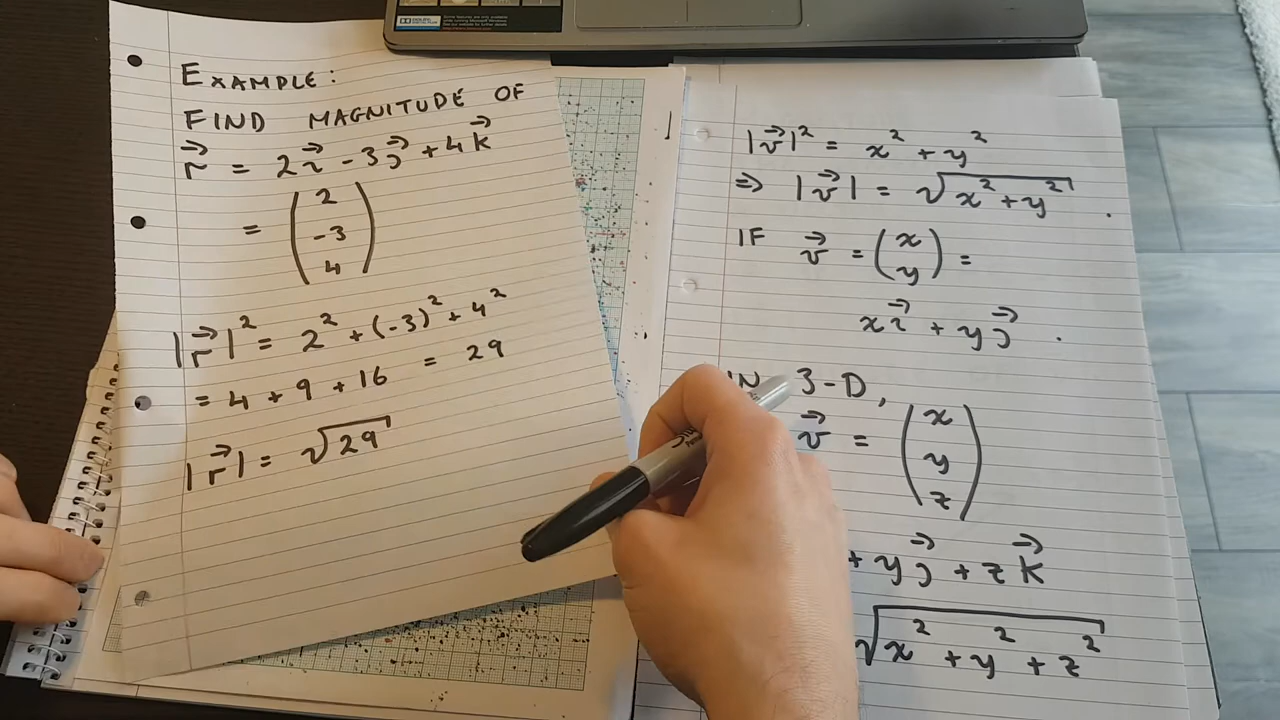 EXAMPLE:
FIND MAGNITUDE OF
r⃗ = 2i⃗ - 3j⃗ + 4k⃗
= (2
-3
4)
|r⃗|² = 2² + (-3)² + 4²
= 4 + 9 + 16 = 29
|r⃗| = √29
|v⃗|² = x² + y²
⇒ |v⃗| = √x² + y² .
IF v⃗ = (x
y) =
xi⃗ + yj⃗ .
IN 3-D,
v⃗ = (x
y
z)
+ yj⃗ + zk⃗
√x² + y² + z²